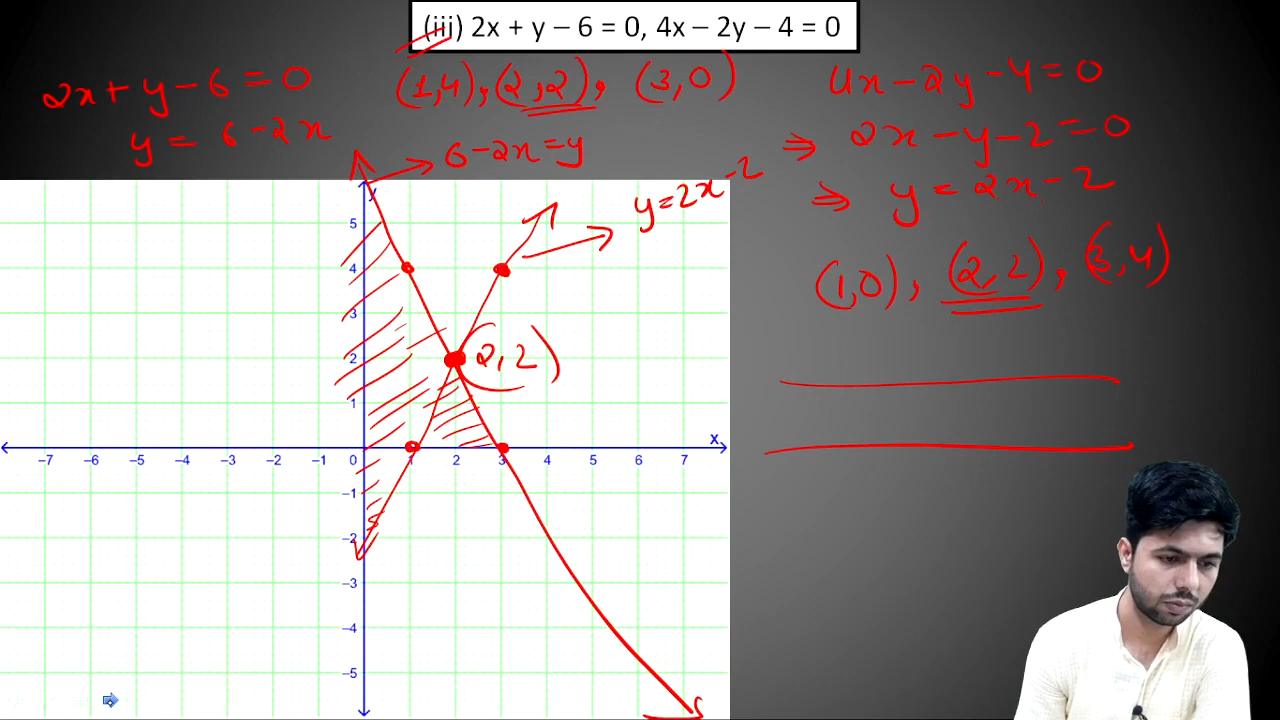 (iii) 2x + y − 6 = 0, 4x − 2y − 4 = 0
2x + y − 6 = 0
y = 6 − 2x
(1,4), (2,2), (3,0)
6 − 2x = y
4x − 2y − 4 = 0
⇒ 2x − y − 2 = 0
⇒ y = 2x − 2
(1,0), (2,2), (3,4)
y = 2x − 2
(2,2)
y
5
4
3
2
1
x
−7 −6 −5 −4 −3 −2 −1 0 1 2 3 4 5 6 7
−1
−2
−3
−4
−5